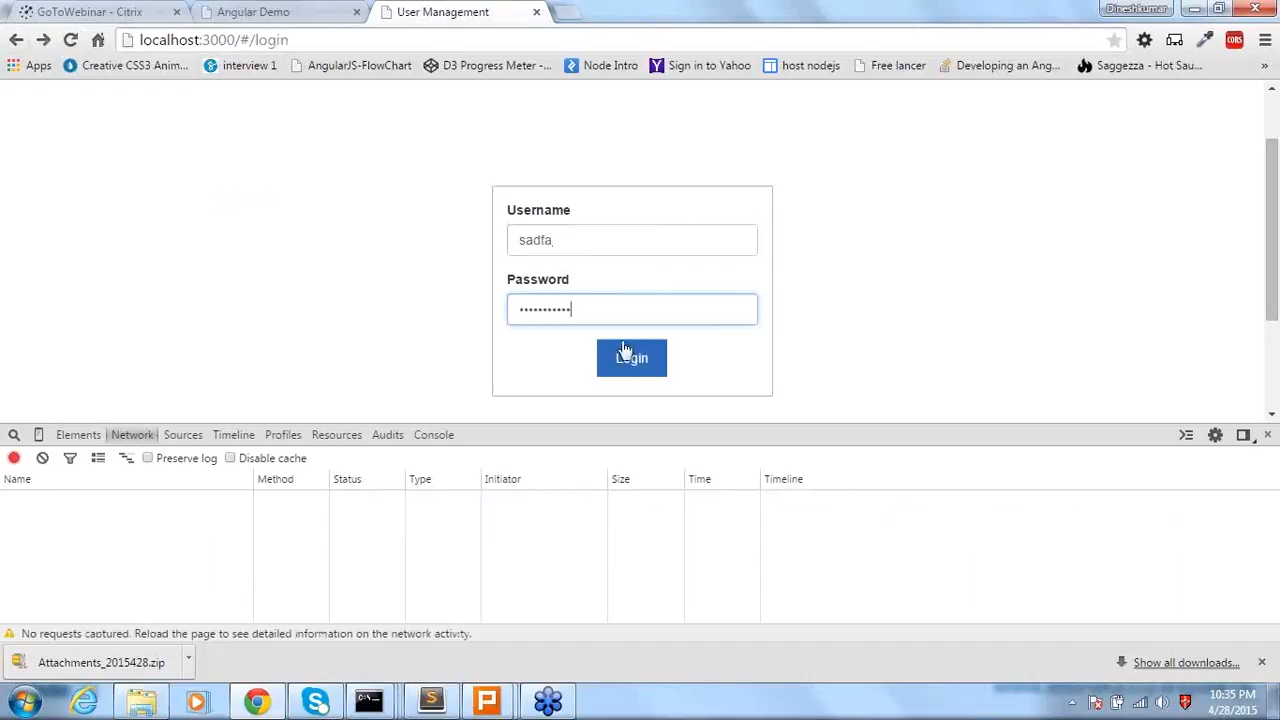 GoToWebinar - Citrix
Angular Demo
User Management
Dineshkumar
localhost:3000/#/login
CORS
Apps
Creative CSS3 Anim...
interview 1
AngularJS-FlowChart
D3 Progress Meter -...
Node Intro
Sign in to Yahoo
host nodejs
Free lancer
Developing an Ang...
Saggezza - Hot Sau...
»
Username
sadfa
Password
•••••••••••
Login
Elements
Network
Sources
Timeline
Profiles
Resources
Audits
Console
Preserve log
Disable cache
Name
Method
Status
Type
Initiator
Size
Time
Timeline
No requests captured. Reload the page to see detailed information on the network activity.
Attachments_2015428.zip
Show all downloads...
10:35 PM
4/28/2015